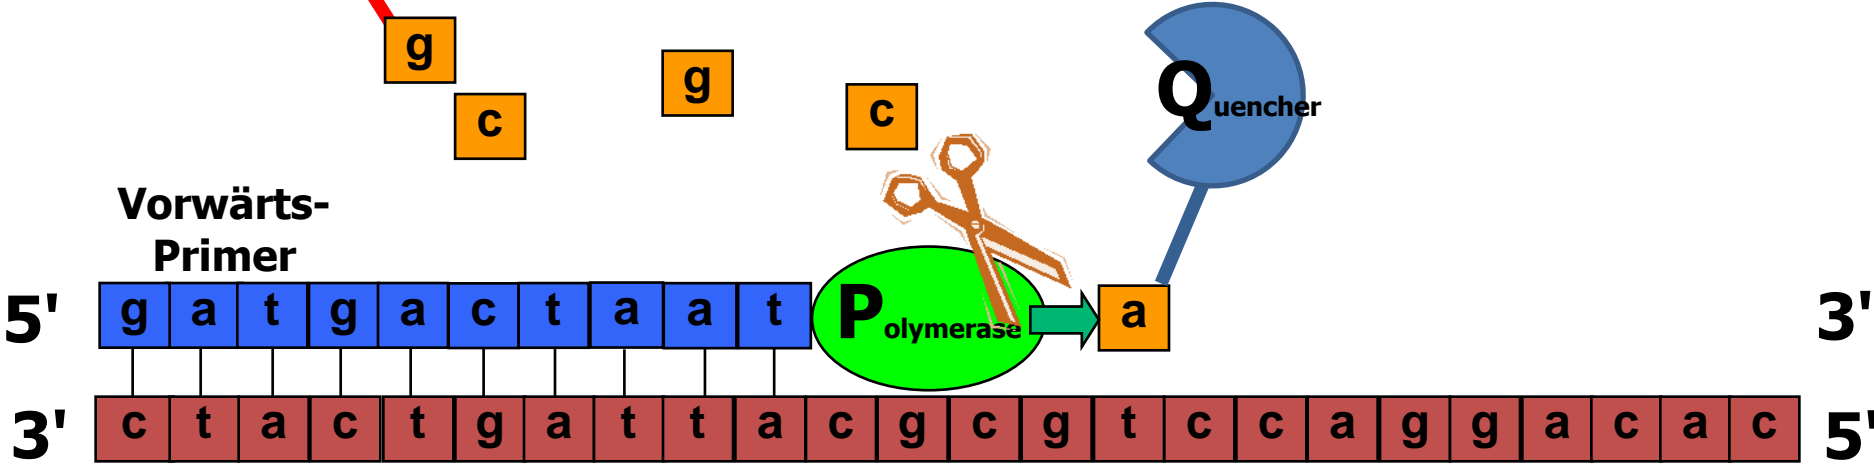 g
c
g
c
Quencher
Vorwärts-
Primer
5' g a t g a c t a a t Polymerase a 3'
3' c t a c t g a t t a c g c g t c c a g g a c a c 5'